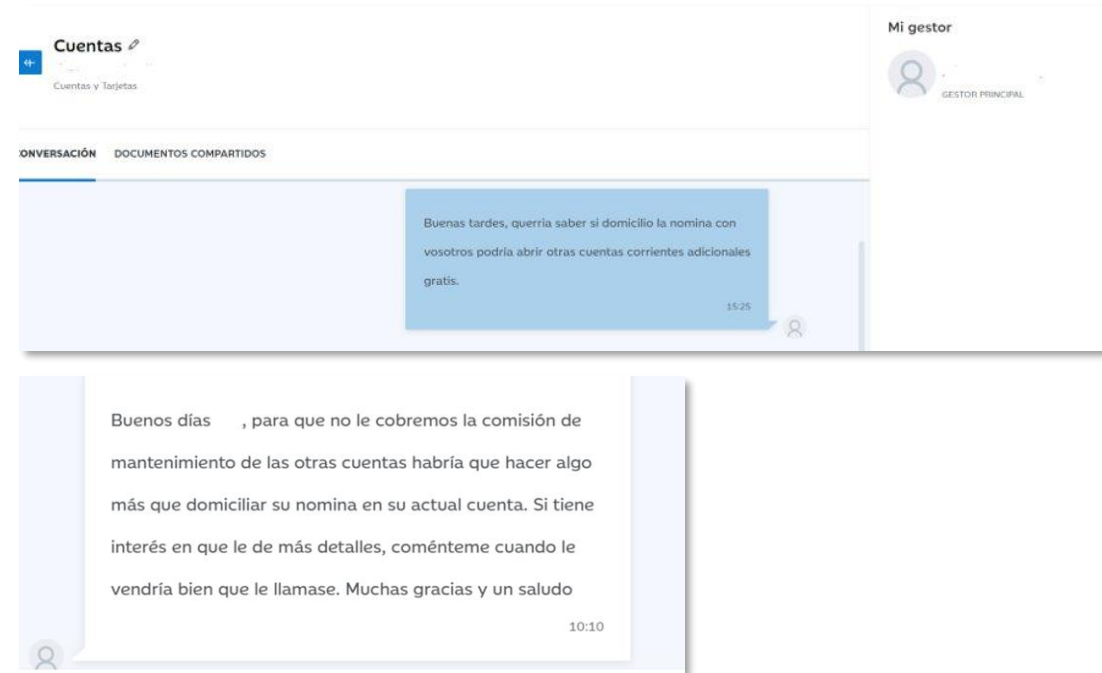 Cuentas
Cuentas y Tarjetas
Mi gestor
GESTOR PRINCIPAL
CONVERSACIÓN DOCUMENTOS COMPARTIDOS
Buenas tardes, querria saber si domicilio la nomina con
vosotros podria abrir otras cuentas corrientes adicionales
gratis.
15:25
Buenos días , para que no le cobremos la comisión de
mantenimiento de las otras cuentas habría que hacer algo
más que domiciliar su nomina en su actual cuenta. Si tiene
interés en que le de más detalles, coménteme cuando le
vendría bien que le llamase. Muchas gracias y un saludo
10:10